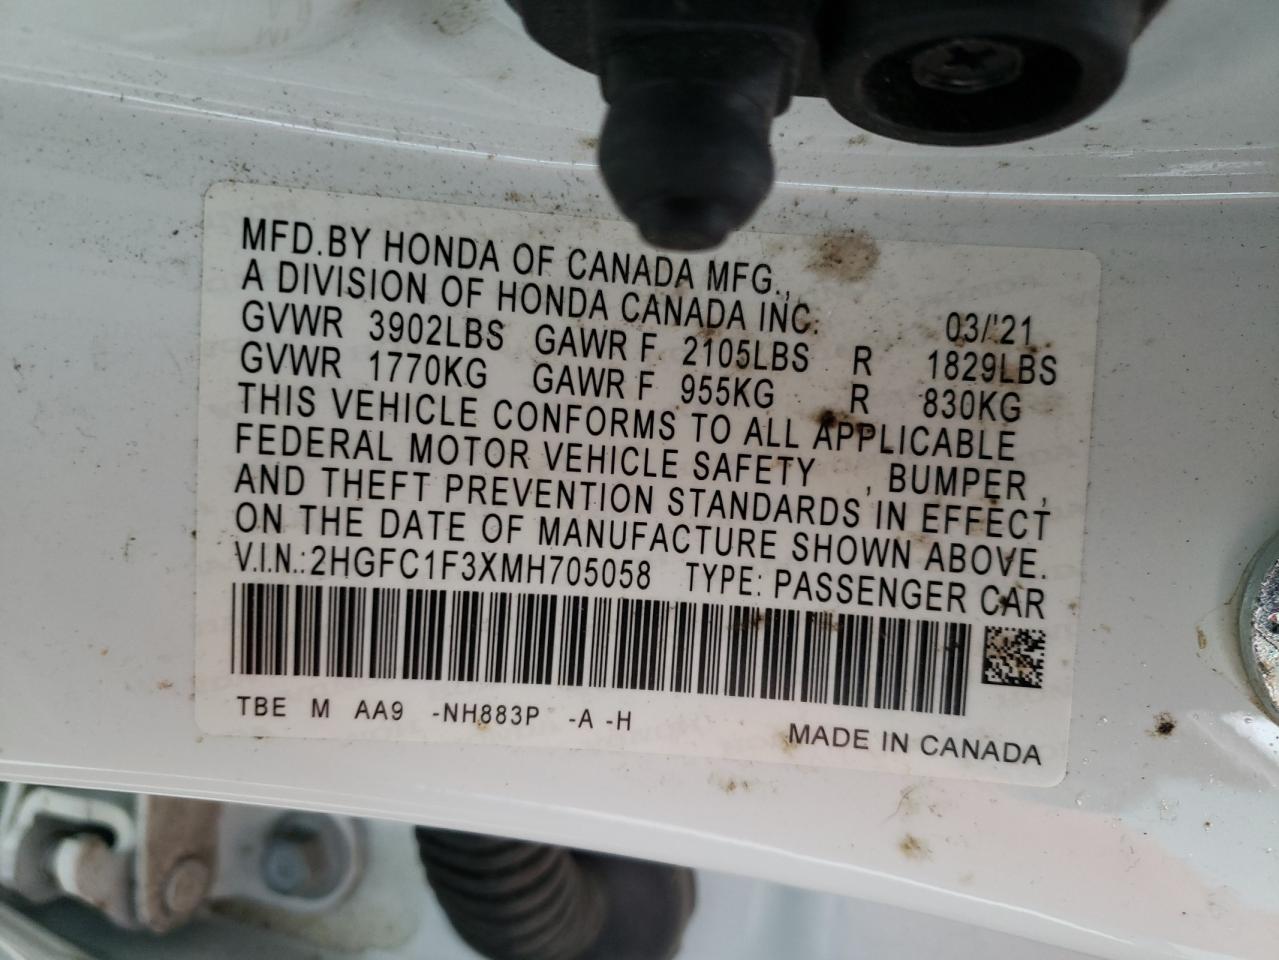 MFD.BY HONDA OF CANADA MFG.,
A DIVISION OF HONDA CANADA INC. 03/'21
GVWR 3902LBS GAWR F 2105LBS R 1829LBS
GVWR 1770KG GAWR F 955KG R 830KG
THIS VEHICLE CONFORMS TO ALL APPLICABLE
FEDERAL MOTOR VEHICLE SAFETY , BUMPER ,
AND THEFT PREVENTION STANDARDS IN EFFECT
ON THE DATE OF MANUFACTURE SHOWN ABOVE.
V.I.N.:2HGFC1F3XMH705058 TYPE: PASSENGER CAR
TBE M AA9 -NH883P -A -H
MADE IN CANADA